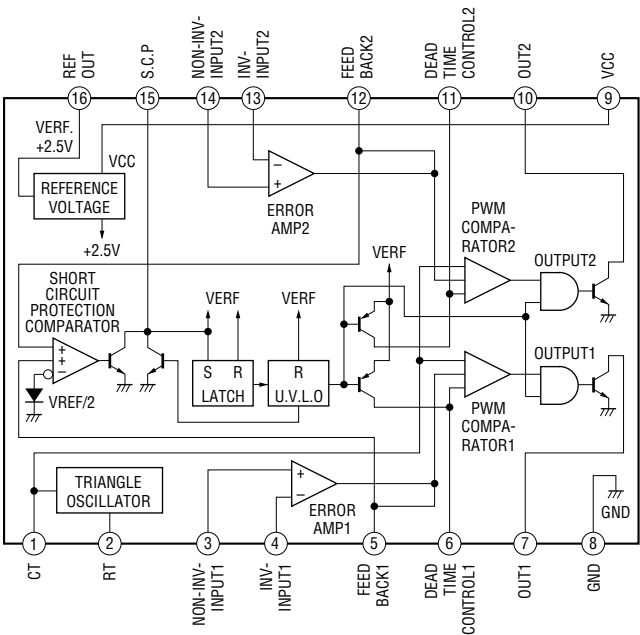 REF
OUT
S.C.P
NON-INV-
INPUT2
INV-
INPUT2
FEED
BACK2
DEAD
TIME
CONTROL2
OUT2
VCC
16
15
14
13
12
11
10
9
VERF.
+2.5V
VCC
REFERENCE
VOLTAGE
+2.5V
−
+
ERROR
AMP2
PWM
COMPA-
RATOR2
OUTPUT2
SHORT
CIRCUIT
PROTECTION
COMPARATOR
+
+
−
VREF/2
VERF
VERF
VERF
S R
LATCH
R
U.V.L.O
OUTPUT1
PWM
COMPA-
RATOR1
TRIANGLE
OSCILLATOR
+
−
ERROR
AMP1
GND
1
2
3
4
5
6
7
8
CT
RT
NON-INV-
INPUT1
INV-
INPUT1
FEED
BACK1
DEAD
TIME
CONTROL1
OUT1
GND